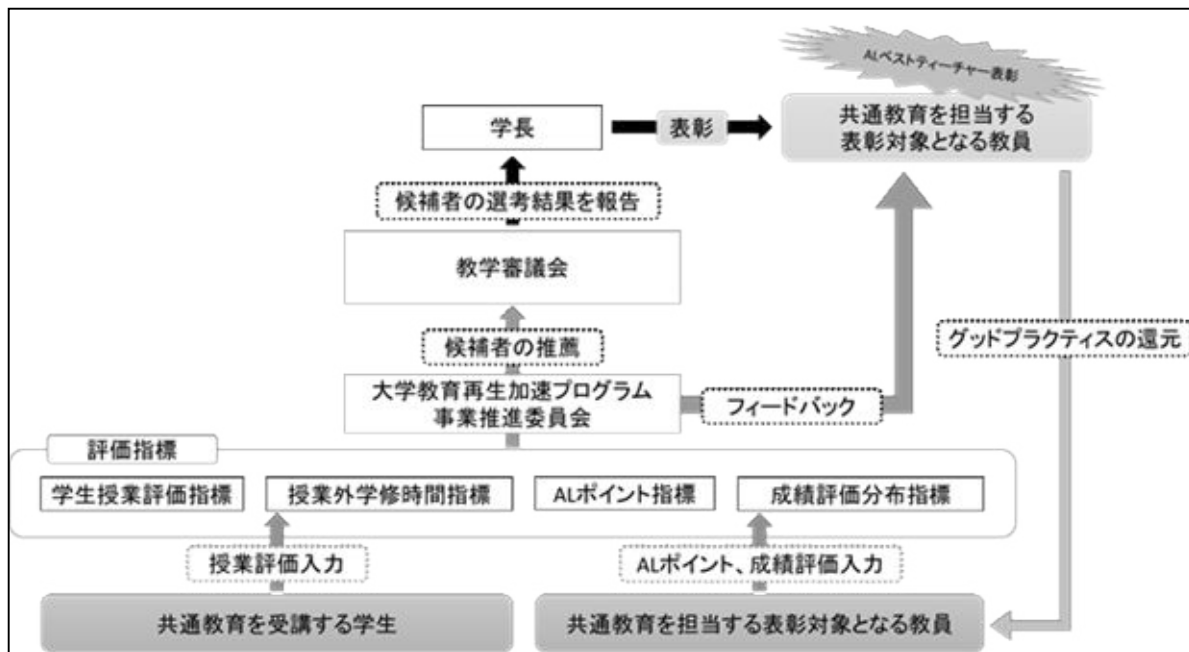 ALベストティーチャー表彰
学長
表彰
共通教育を担当する
表彰対象となる教員
候補者の選考結果を報告
教学審議会
候補者の推薦
グッドプラクティスの還元
大学教育再生加速プログラム
事業推進委員会
フィードバック
評価指標
学生授業評価指標
授業外学修時間指標
ALポイント指標
成績評価分布指標
授業評価入力
ALポイント、成績評価入力
共通教育を受講する学生
共通教育を担当する表彰対象となる教員